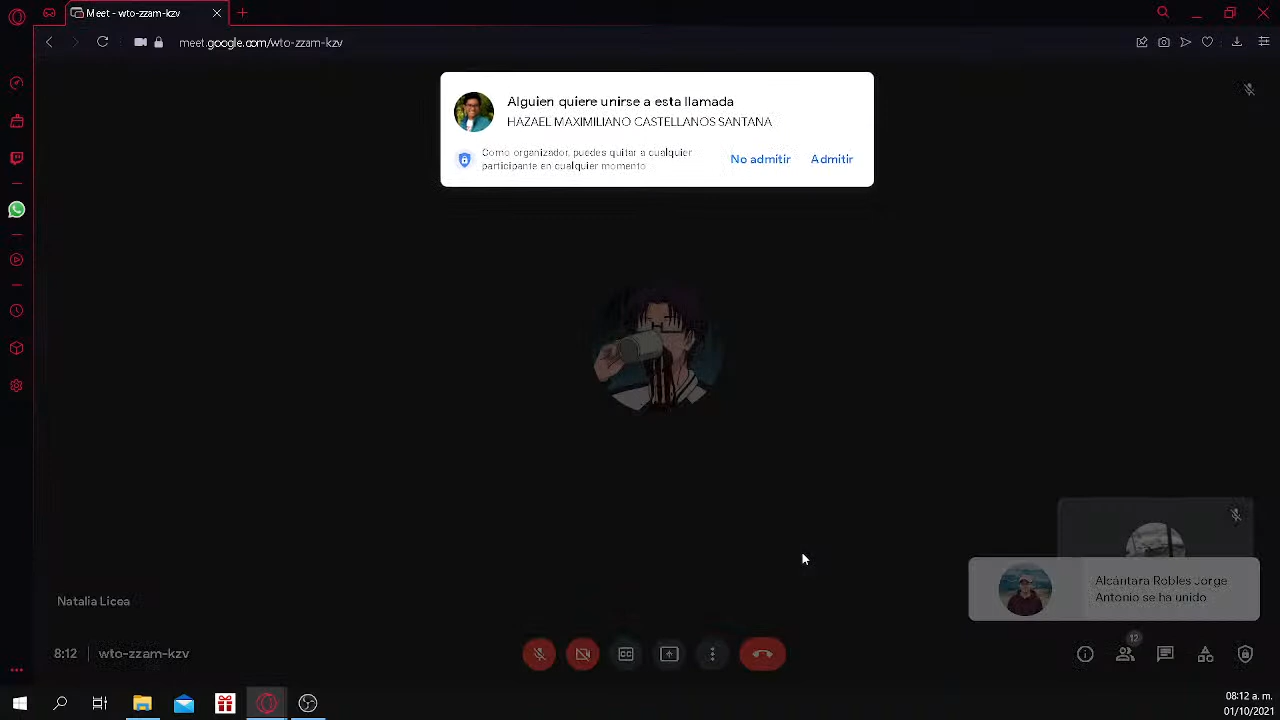 Meet - wto-zzam-kzv
meet.google.com/wto-zzam-kzv
Alguien quiere unirse a esta llamada
HAZAEL MAXIMILIANO CASTELLANOS SANTANA
Como organizador, puedes quitar a cualquier
participante en cualquier momento
No admitir
Admitir
Alcántara Robles Jorge
Antonio se ha unido
Natalia Licea
8:12 | wto-zzam-kzv
CC
12
08:12 a. m.
01/10/2021